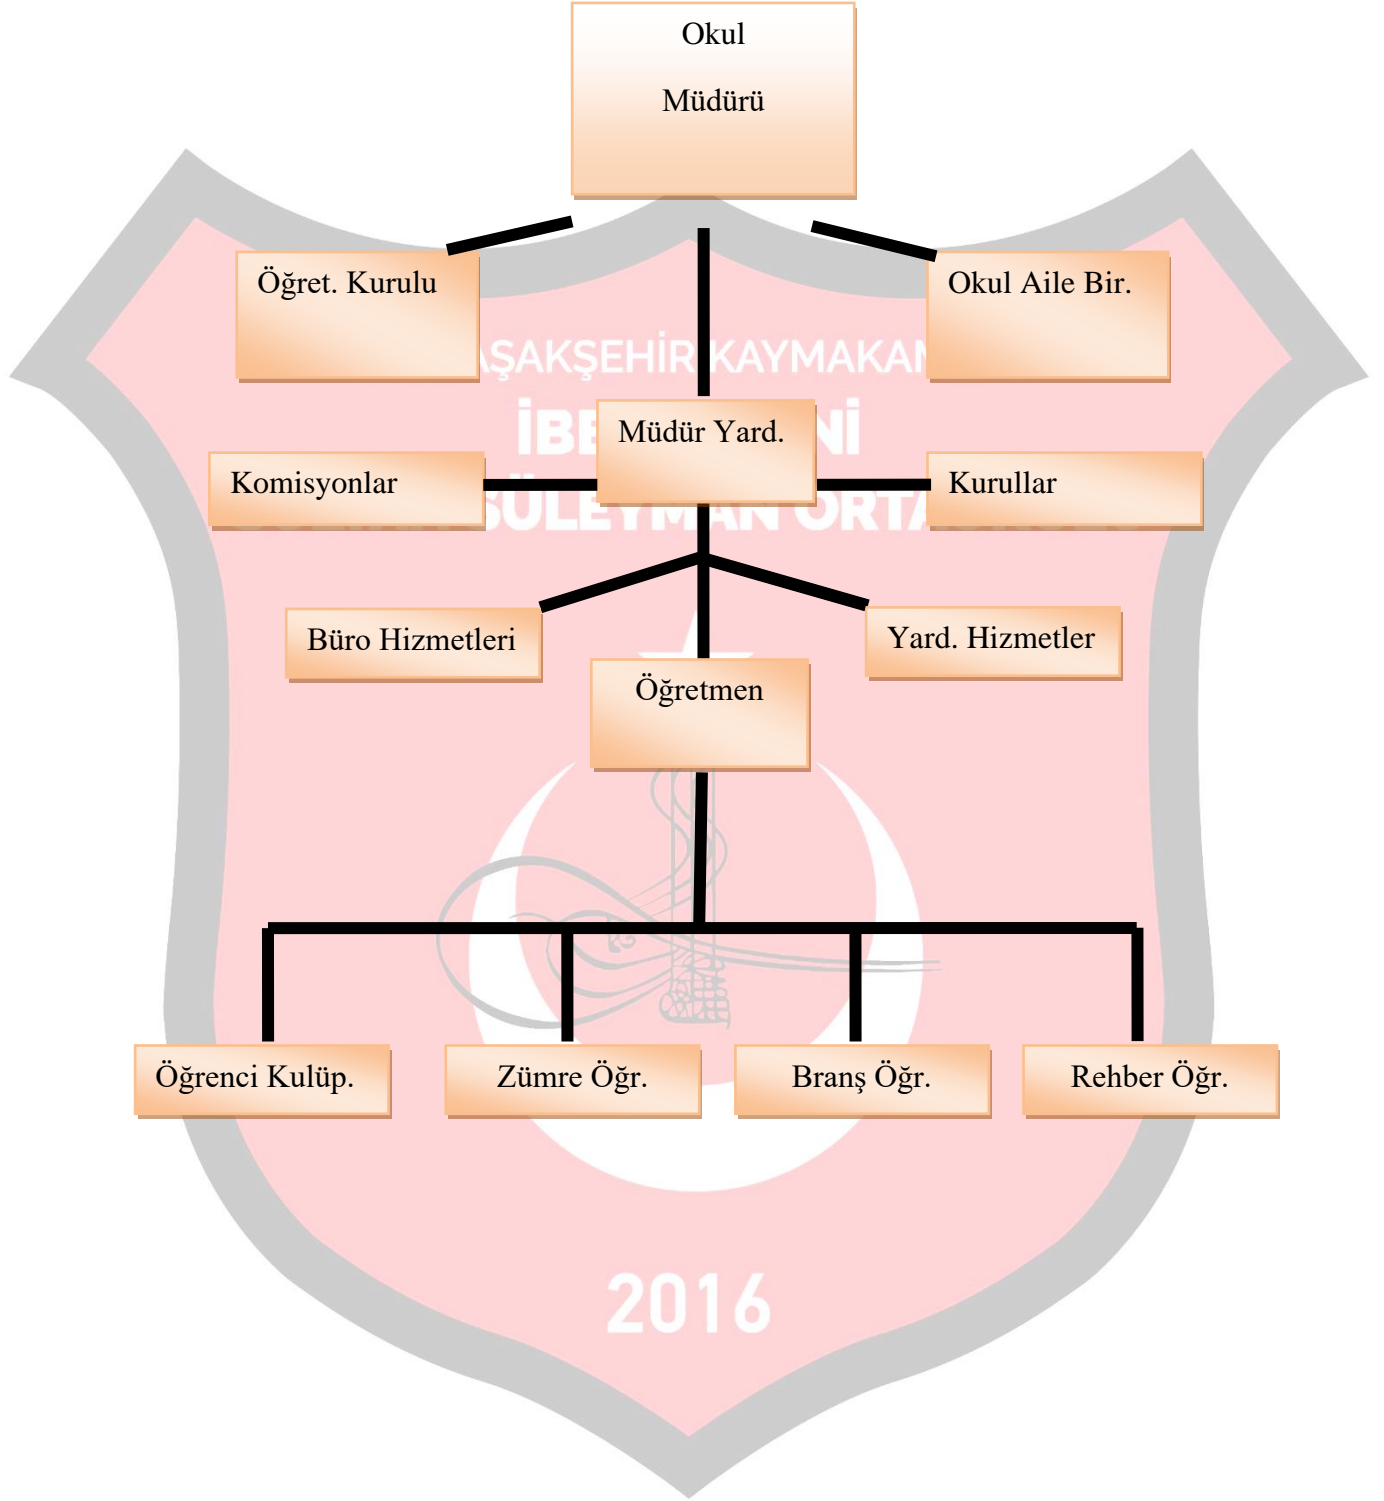 Okul
Müdürü
Öğret. Kurulu
Okul Aile Bir.
Müdür Yard.
Komisyonlar
Kurullar
Büro Hizmetleri
Yard. Hizmetler
Öğretmen
Öğrenci Kulüp.
Zümre Öğr.
Branş Öğr.
Rehber Öğr.
2016